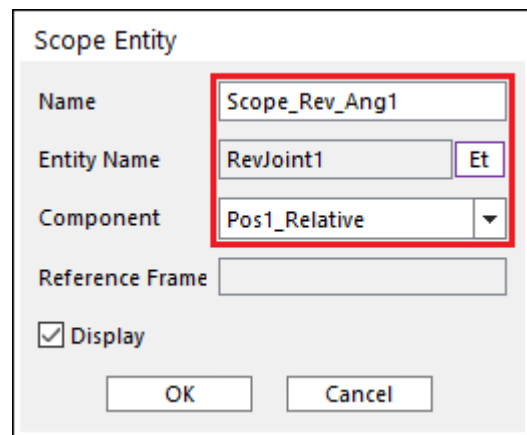 Scope Entity
Name Scope_Rev_Ang1
Entity Name RevJoint1 Et
Component Pos1_Relative
Reference Frame
Display
OK Cancel